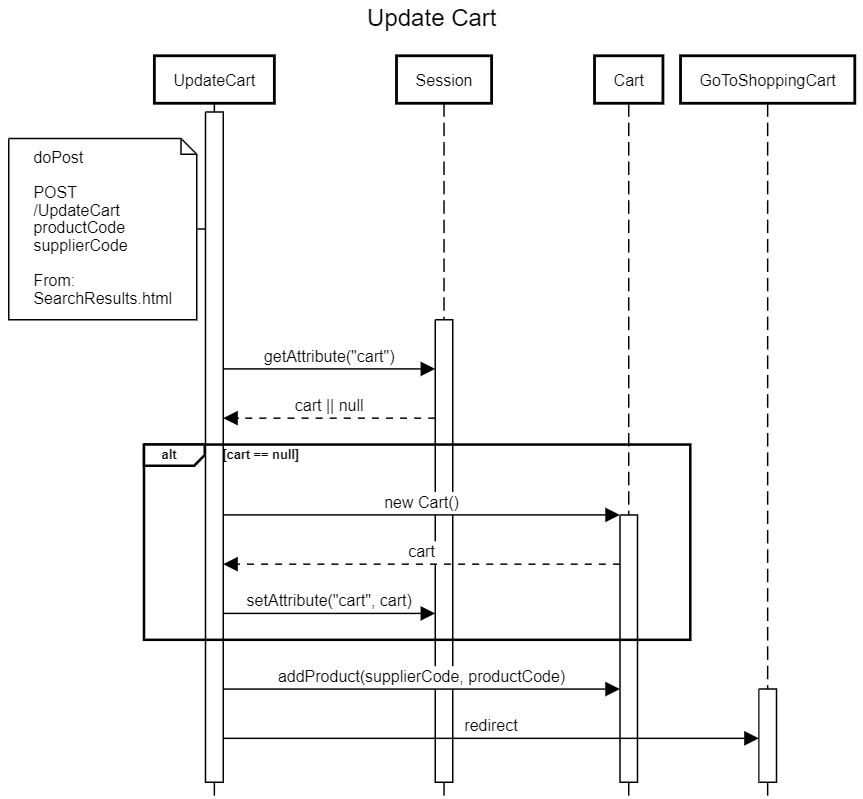 Update Cart
UpdateCart
Session
Cart
GoToShoppingCart
doPost
POST
/UpdateCart
productCode
supplierCode
From:
SearchResults.html
getAttribute("cart")
cart || null
alt
[cart == null]
new Cart()
cart
setAttribute("cart", cart)
addProduct(supplierCode, productCode)
redirect